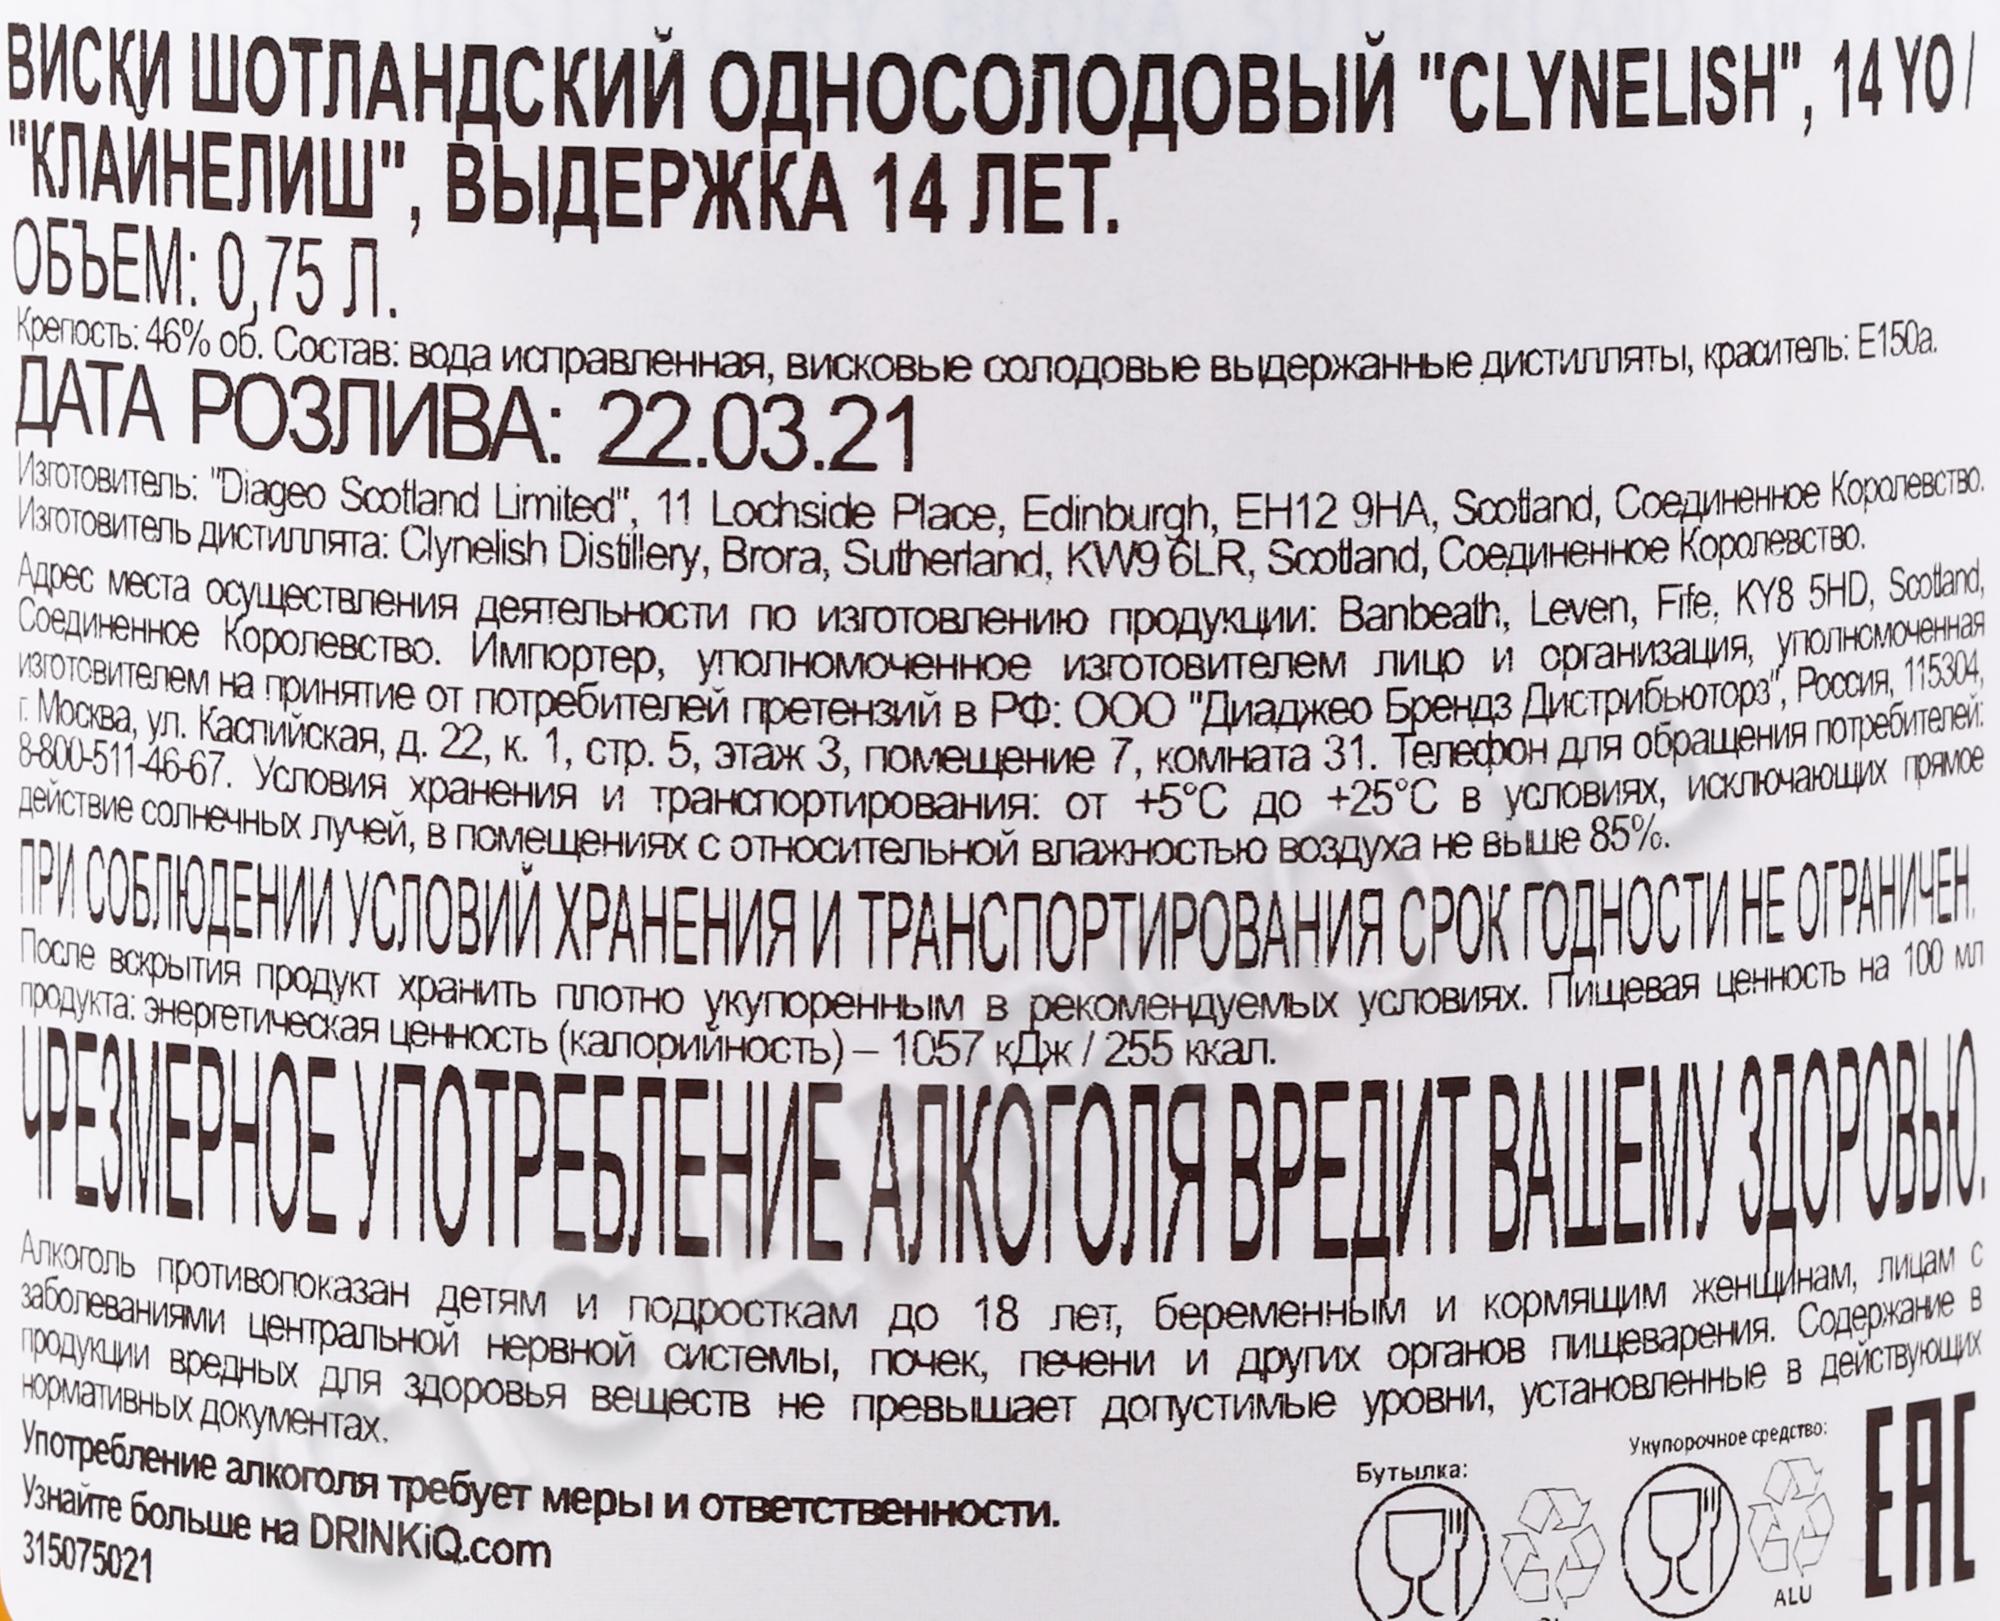 ВИСКИ ШОТЛАНДСКИЙ ОДНОСОЛОДОВЫЙ "CLYNELISH", 14 YO /
"КЛАЙНЕЛИШ", ВЫДЕРЖКА 14 ЛЕТ.
ОБЪЕМ: 0,75 Л.
Крепость: 46% об. Состав: вода исправленная, висковые солодовые выдержанные дистилляты, краситель: Е150а.
ДАТА РОЗЛИВА: 22.03.21
Изготовитель: "Diageo Scotland Limited", 11 Lochside Place, Edinburgh, EH12 9HA, Scotland, Соединенное Королевство.
Изготовитель дистиллята: Clynelish Distillery, Brora, Sutherland, KW9 6LR, Scotland, Соединенное Королевство.
Адрес места осуществления деятельности по изготовлению продукции: Banbeath, Leven, Fife, KY8 5HD, Scotland,
Соединенное Королевство. Импортер, уполномоченное изготовителем лицо и организация, уполномоченная
изготовителем на принятие от потребителей претензий в РФ: ООО "Диаджео Брендз Дистрибьюторз", Россия, 115304,
г. Москва, ул. Каспийская, д. 22, к. 1, стр. 5, этаж 3, помещение 7, комната 31. Телефон для обращения потребителей:
8-800-511-46-67. Условия хранения и транспортирования: от +5°С до +25°С в условиях, исключающих прямое
действие солнечных лучей, в помещениях с относительной влажностью воздуха не выше 85%.
ПРИ СОБЛЮДЕНИИ УСЛОВИЙ ХРАНЕНИЯ И ТРАНСПОРТИРОВАНИЯ СРОК ГОДНОСТИ НЕ ОГРАНИЧЕН.
После вскрытия продукт хранить плотно укупоренным в рекомендуемых условиях. Пищевая ценность на 100 мл
продукта: энергетическая ценность (калорийность) – 1057 кДж / 255 ккал.
ЧРЕЗМЕРНОЕ УПОТРЕБЛЕНИЕ АЛКОГОЛЯ ВРЕДИТ ВАШЕМУ ЗДОРОВЬЮ.
Алкоголь противопоказан детям и подросткам до 18 лет, беременным и кормящим женщинам, лицам с
заболеваниями центральной нервной системы, почек, печени и других органов пищеварения. Содержание в
продукции вредных для здоровья веществ не превышает допустимые уровни, установленные в действующих
нормативных документах.
Употребление алкоголя требует меры и ответственности.
Узнайте больше на DRINKiQ.com
315075021
Бутылка:
Укупорочное средство:
ALU
EAC